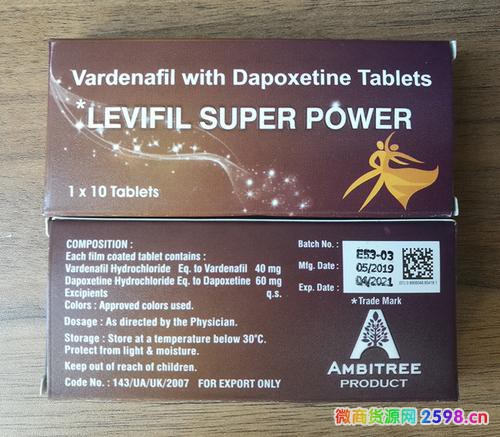 Vardenafil with Dapoxetine Tablets
*LEVIFIL SUPER POWER
1 x 10 Tablets
COMPOSITION :
Each film coated tablet contains :
Vardenafil Hydrochloride Eq. to Vardenafil 40 mg
Dapoxetine Hydrochloride Eq. to Dapoxetine 60 mg
Excipients q.s.
Colors : Approved colors used.
Dosage : As directed by the Physician.
Storage : Store at a temperature below 30°C.
Protect from light & moisture.
Keep out of reach of children.
Code No. : 143/UA/UK/2007 FOR EXPORT ONLY
Batch No. : E53-03
Mfg. Date : 05/2019
Exp. Date : 04/2021
*Trade Mark
AMBITREE
PRODUCT
微商货源网 2598.cn